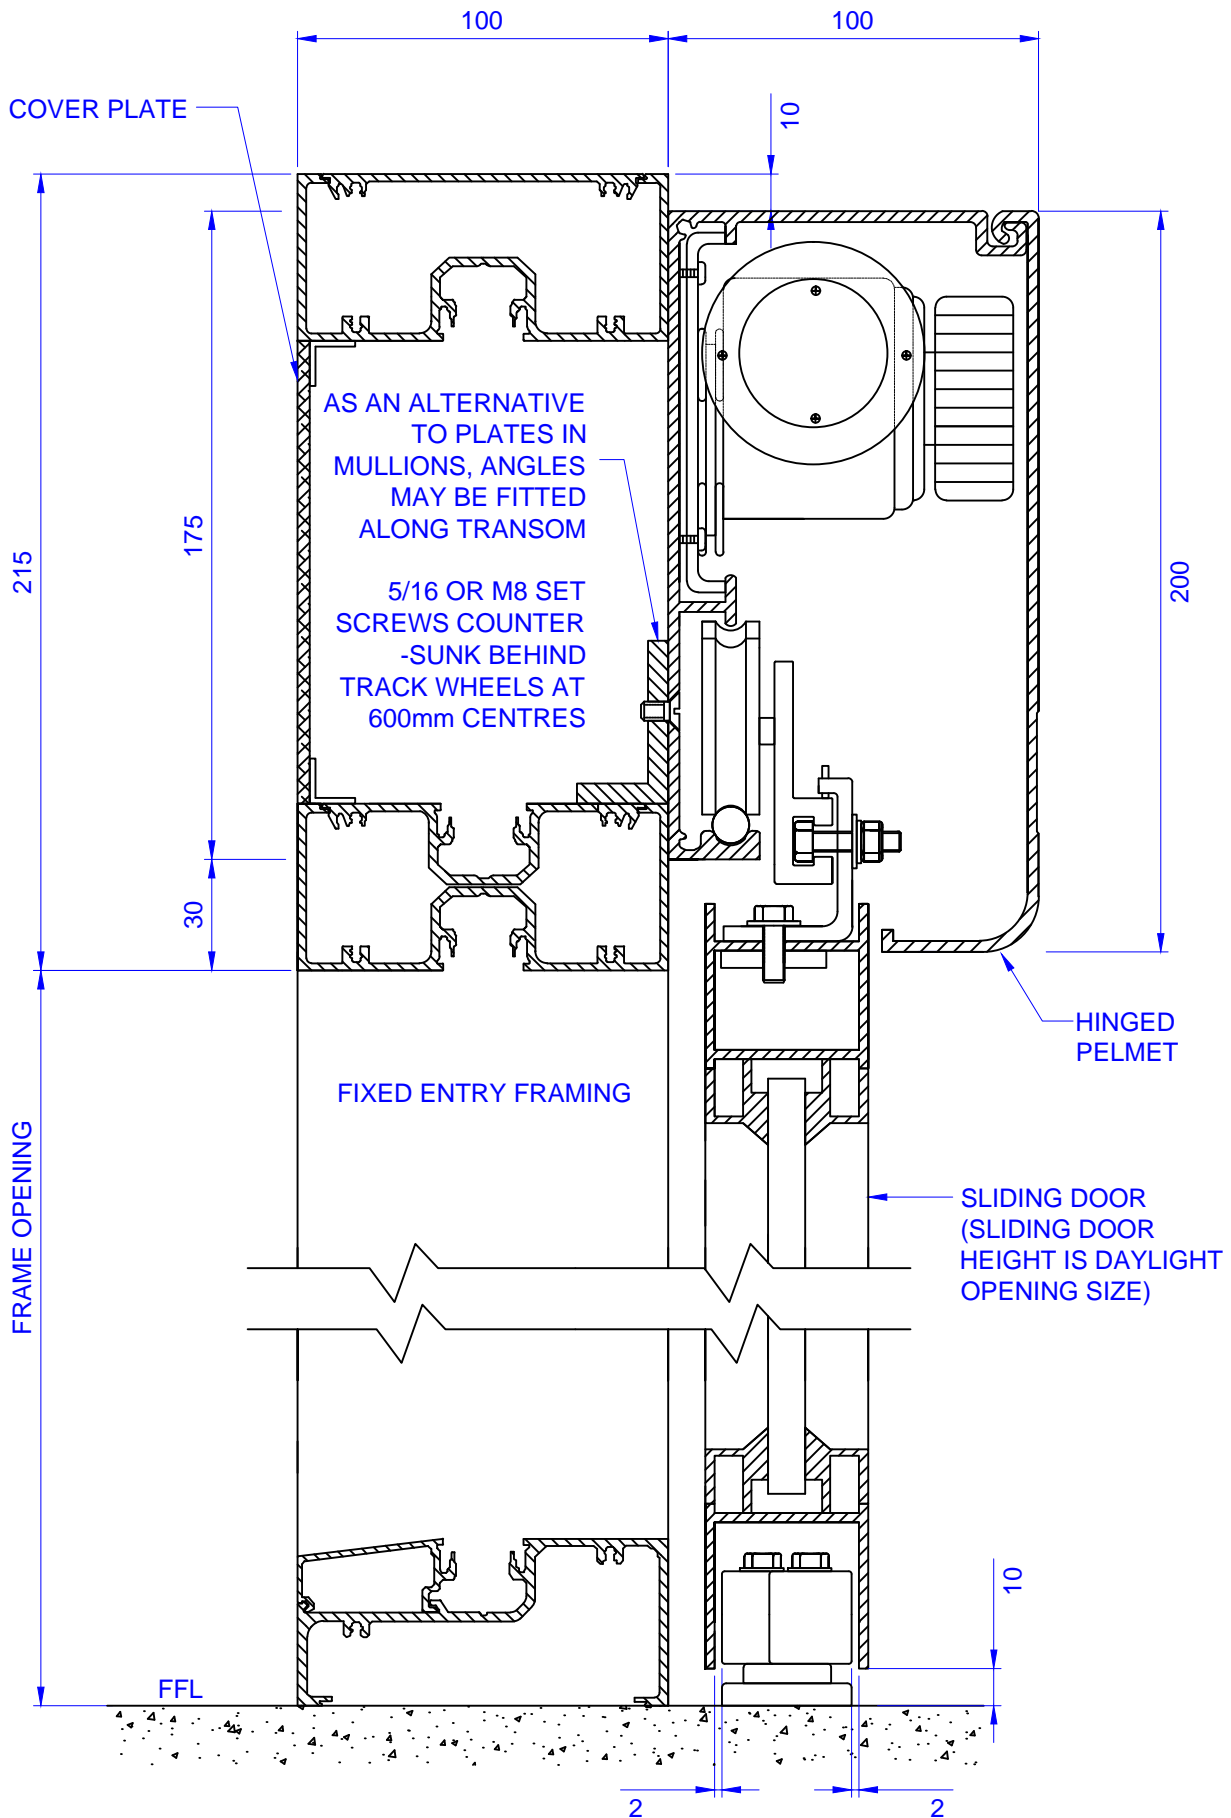 100
100
COVER PLATE
10
AS AN ALTERNATIVE
TO PLATES IN
MULLIONS, ANGLES
MAY BE FITTED
ALONG TRANSOM
5/16 OR M8 SET
SCREWS COUNTER
-SUNK BEHIND
TRACK WHEELS AT
600mm CENTRES
215
175
200
30
HINGED
PELMET
FIXED ENTRY FRAMING
FRAME OPENING
SLIDING DOOR
(SLIDING DOOR
HEIGHT IS DAYLIGHT
OPENING SIZE)
10
FFL
2
2